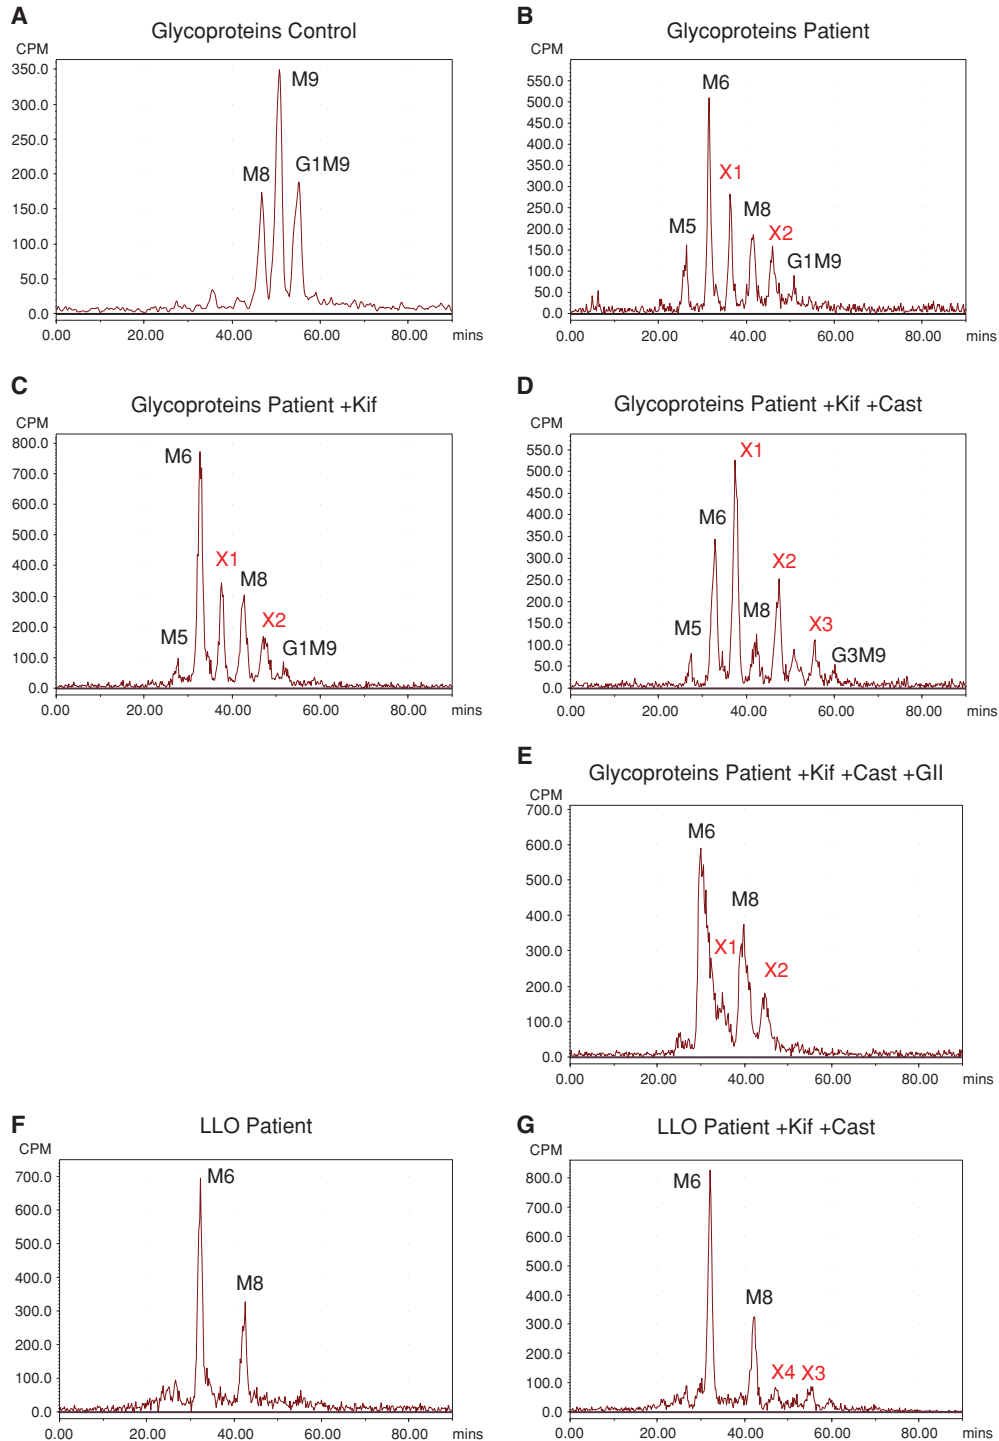 A
Glycoproteins Control
CPM
350.0
300.0
250.0
200.0
150.0
100.0
50.0
0.0
M8
M9
G1M9
0.00 20.00 40.00 60.00 80.00 mins
B
Glycoproteins Patient
CPM
550.0
500.0
450.0
400.0
350.0
300.0
250.0
200.0
150.0
100.0
50.0
0.0
M5
M6
X1
M8
X2
G1M9
0.00 20.00 40.00 60.00 80.00 mins
C
Glycoproteins Patient +Kif
CPM
800.0
700.0
600.0
500.0
400.0
300.0
200.0
100.0
0.0
M5
M6
X1
M8
X2
G1M9
0.00 20.00 40.00 60.00 80.00 mins
D
Glycoproteins Patient +Kif +Cast
CPM
550.0
500.0
450.0
400.0
350.0
300.0
250.0
200.0
150.0
100.0
50.0
0.0
M5
M6
X1
M8
X2
X3
G3M9
0.00 20.00 40.00 60.00 80.00 mins
E
Glycoproteins Patient +Kif +Cast +GII
CPM
700.0
600.0
500.0
400.0
300.0
200.0
100.0
0.0
M6
X1
M8
X2
0.00 20.00 40.00 60.00 80.00 mins
F
LLO Patient
CPM
700.0
600.0
500.0
400.0
300.0
200.0
100.0
0.0
M6
M8
0.00 20.00 40.00 60.00 80.00 mins
G
LLO Patient +Kif +Cast
CPM
800.0
700.0
600.0
500.0
400.0
300.0
200.0
100.0
0.0
M6
M8
X4
X3
0.00 20.00 40.00 60.00 80.00 mins